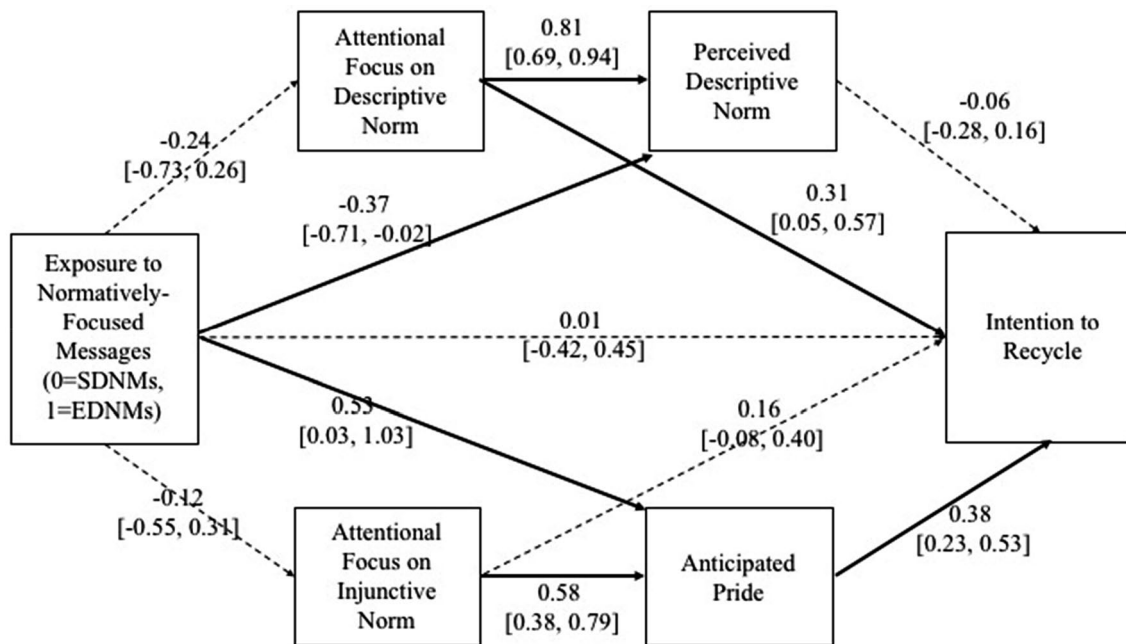 Attentional
Focus on
Descriptive
Norm
0.81
[0.69, 0.94]
Perceived
Descriptive
Norm
-0.06
[-0.28, 0.16]
-0.24
[-0.73, 0.26]
-0.37
[-0.71, -0.02]
0.31
[0.05, 0.57]
Exposure to
Normatively-
Focused
Messages
(0=SDNMs,
1=EDNMs)
0.01
[-0.42, 0.45]
Intention to
Recycle
0.53
[0.03, 1.03]
0.16
[-0.08, 0.40]
-0.12
[-0.55, 0.31]
Attentional
Focus on
Injunctive
Norm
0.58
[0.38, 0.79]
Anticipated
Pride
0.38
[0.23, 0.53]